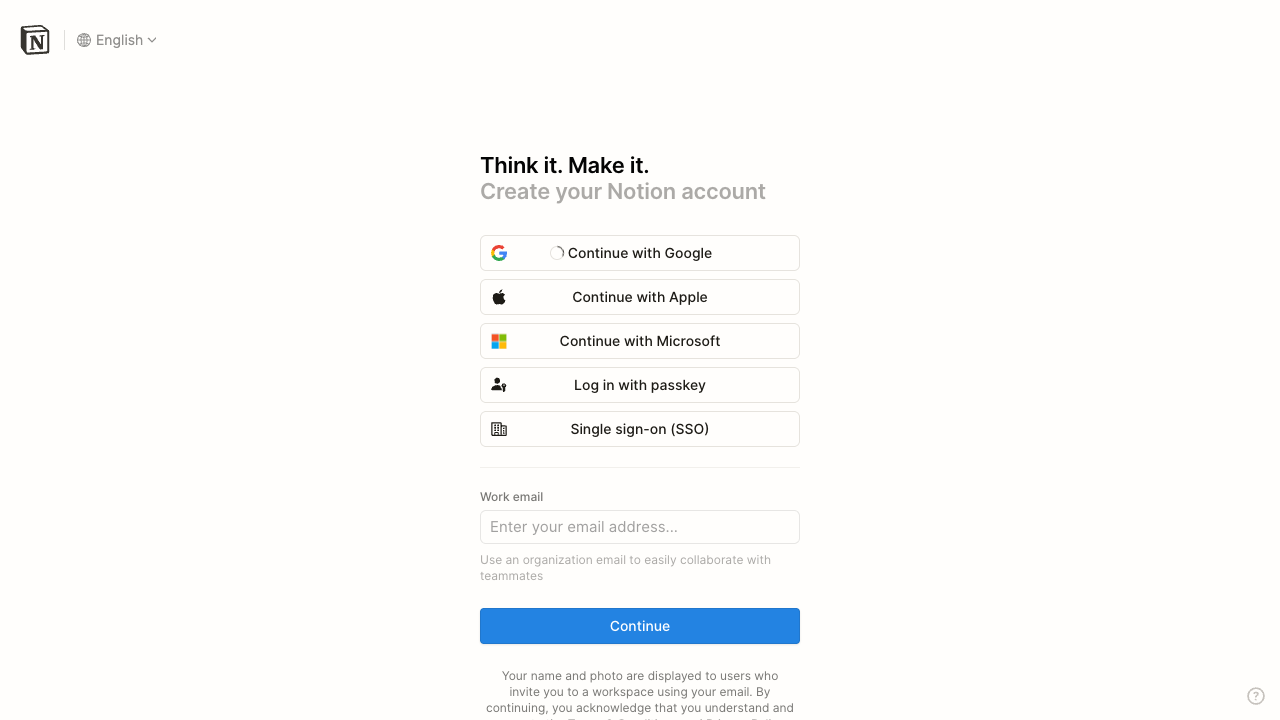 English
Think it. Make it.
Create your Notion account
Continue with Google
Continue with Apple
Continue with Microsoft
Log in with passkey
Single sign-on (SSO)
Work email
Enter your email address...
Use an organization email to easily collaborate with
teammates
Continue
Your name and photo are displayed to users who
invite you to a workspace using your email. By
continuing, you acknowledge that you understand and